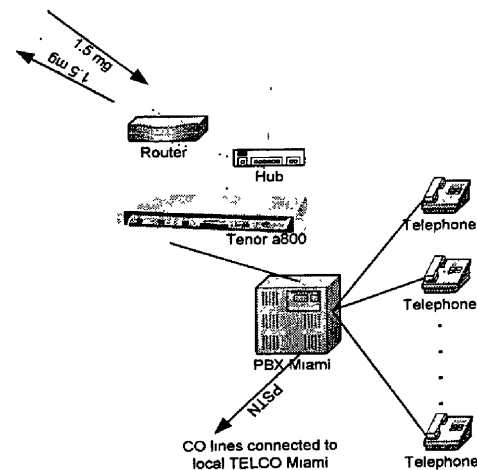 1.5 mg
1.5 mg
Router
Hub
Tenor a800
Telephone
Telephone
PBX Miami
PSTN
CO lines connected to
local TELCO Miami
Telephone